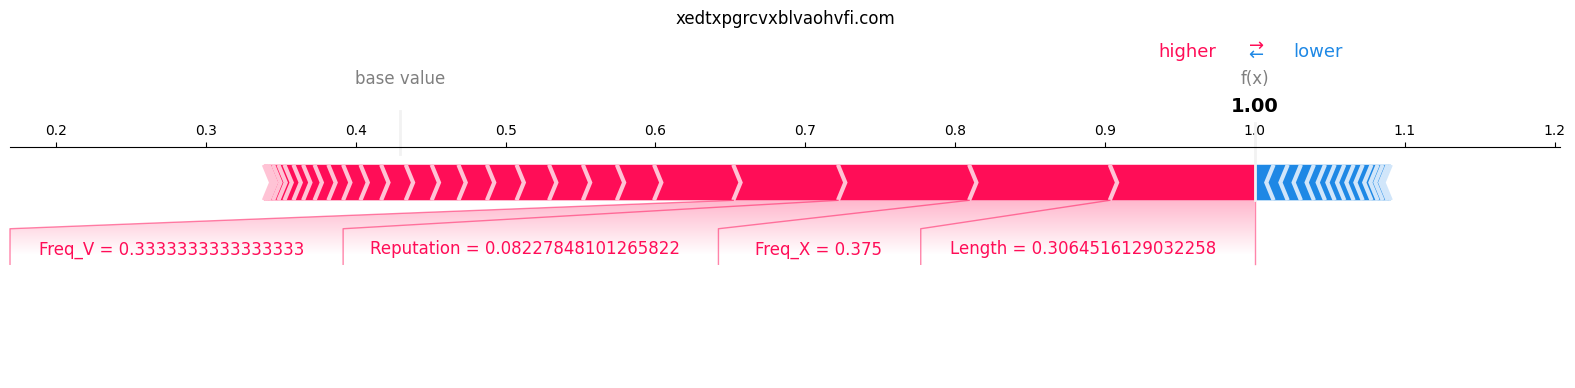 xedtxpgrcvxblvaohvfi.com
higher ⇄ lower
base value
f(x)
1.00
0.2 0.3 0.4 0.5 0.6 0.7 0.8 0.9 1.0 1.1 1.2
Freq_V = 0.3333333333333333 Reputation = 0.08227848101265822 Freq_X = 0.375 Length = 0.3064516129032258